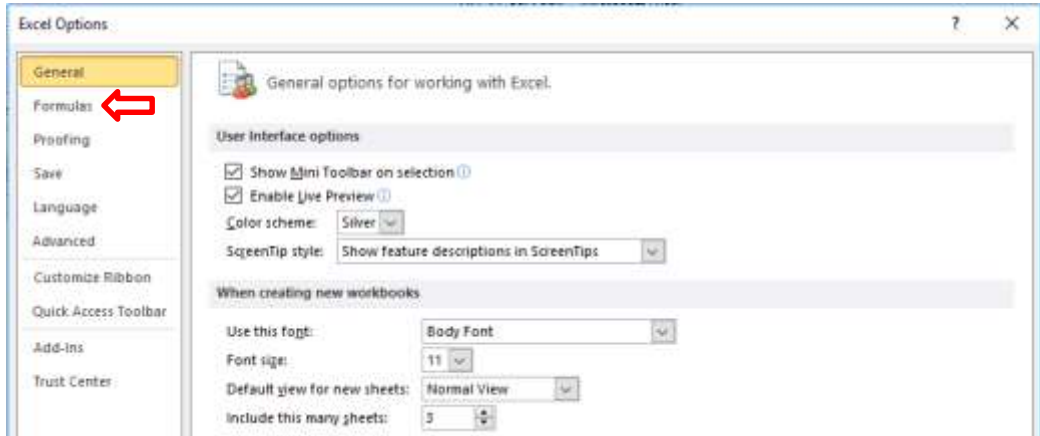 Excel Options ? ×
General
Formulas
Proofing
Save
Language
Advanced
Customize Ribbon
Quick Access Toolbar
Add-Ins
Trust Center
General options for working with Excel.
User Interface options
Show Mini Toolbar on selection
Enable Live Preview
Color scheme: Silver
ScreenTip style: Show feature descriptions in ScreenTips
When creating new workbooks
Use this font: Body Font
Font size: 11
Default view for new sheets: Normal View
Include this many sheets: 3